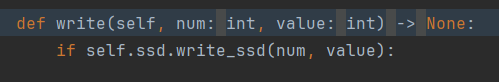 def write(self, num: int, value: int) -> None:
if self.ssd.write_ssd(num, value):